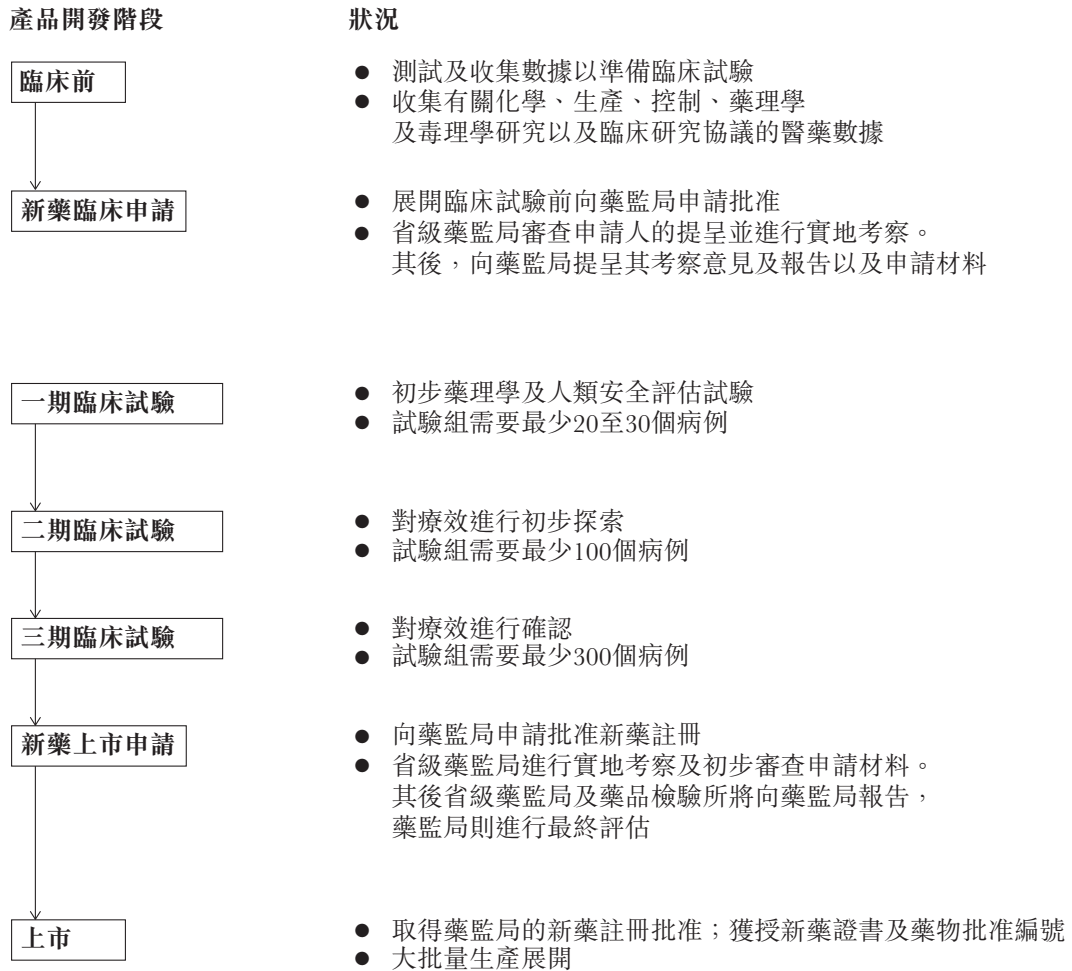 產品開發階段 狀況
臨床前
● 測試及收集數據以準備臨床試驗
● 收集有關化學、生產、控制、藥理學
及毒理學研究以及臨床研究協議的醫藥數據
新藥臨床申請
● 展開臨床試驗前向藥監局申請批准
● 省級藥監局審查申請人的提呈並進行實地考察。
其後，向藥監局提呈其考察意見及報告以及申請材料
一期臨床試驗
● 初步藥理學及人類安全評估試驗
● 試驗組需要最少20至30個病例
二期臨床試驗
● 對療效進行初步探索
● 試驗組需要最少100個病例
三期臨床試驗
● 對療效進行確認
● 試驗組需要最少300個病例
新藥上市申請
● 向藥監局申請批准新藥註冊
● 省級藥監局進行實地考察及初步審查申請材料。
其後省級藥監局及藥品檢驗所將向藥監局報告，
藥監局則進行最終評估
上市
● 取得藥監局的新藥註冊批准；獲授新藥證書及藥物批准編號
● 大批量生產展開